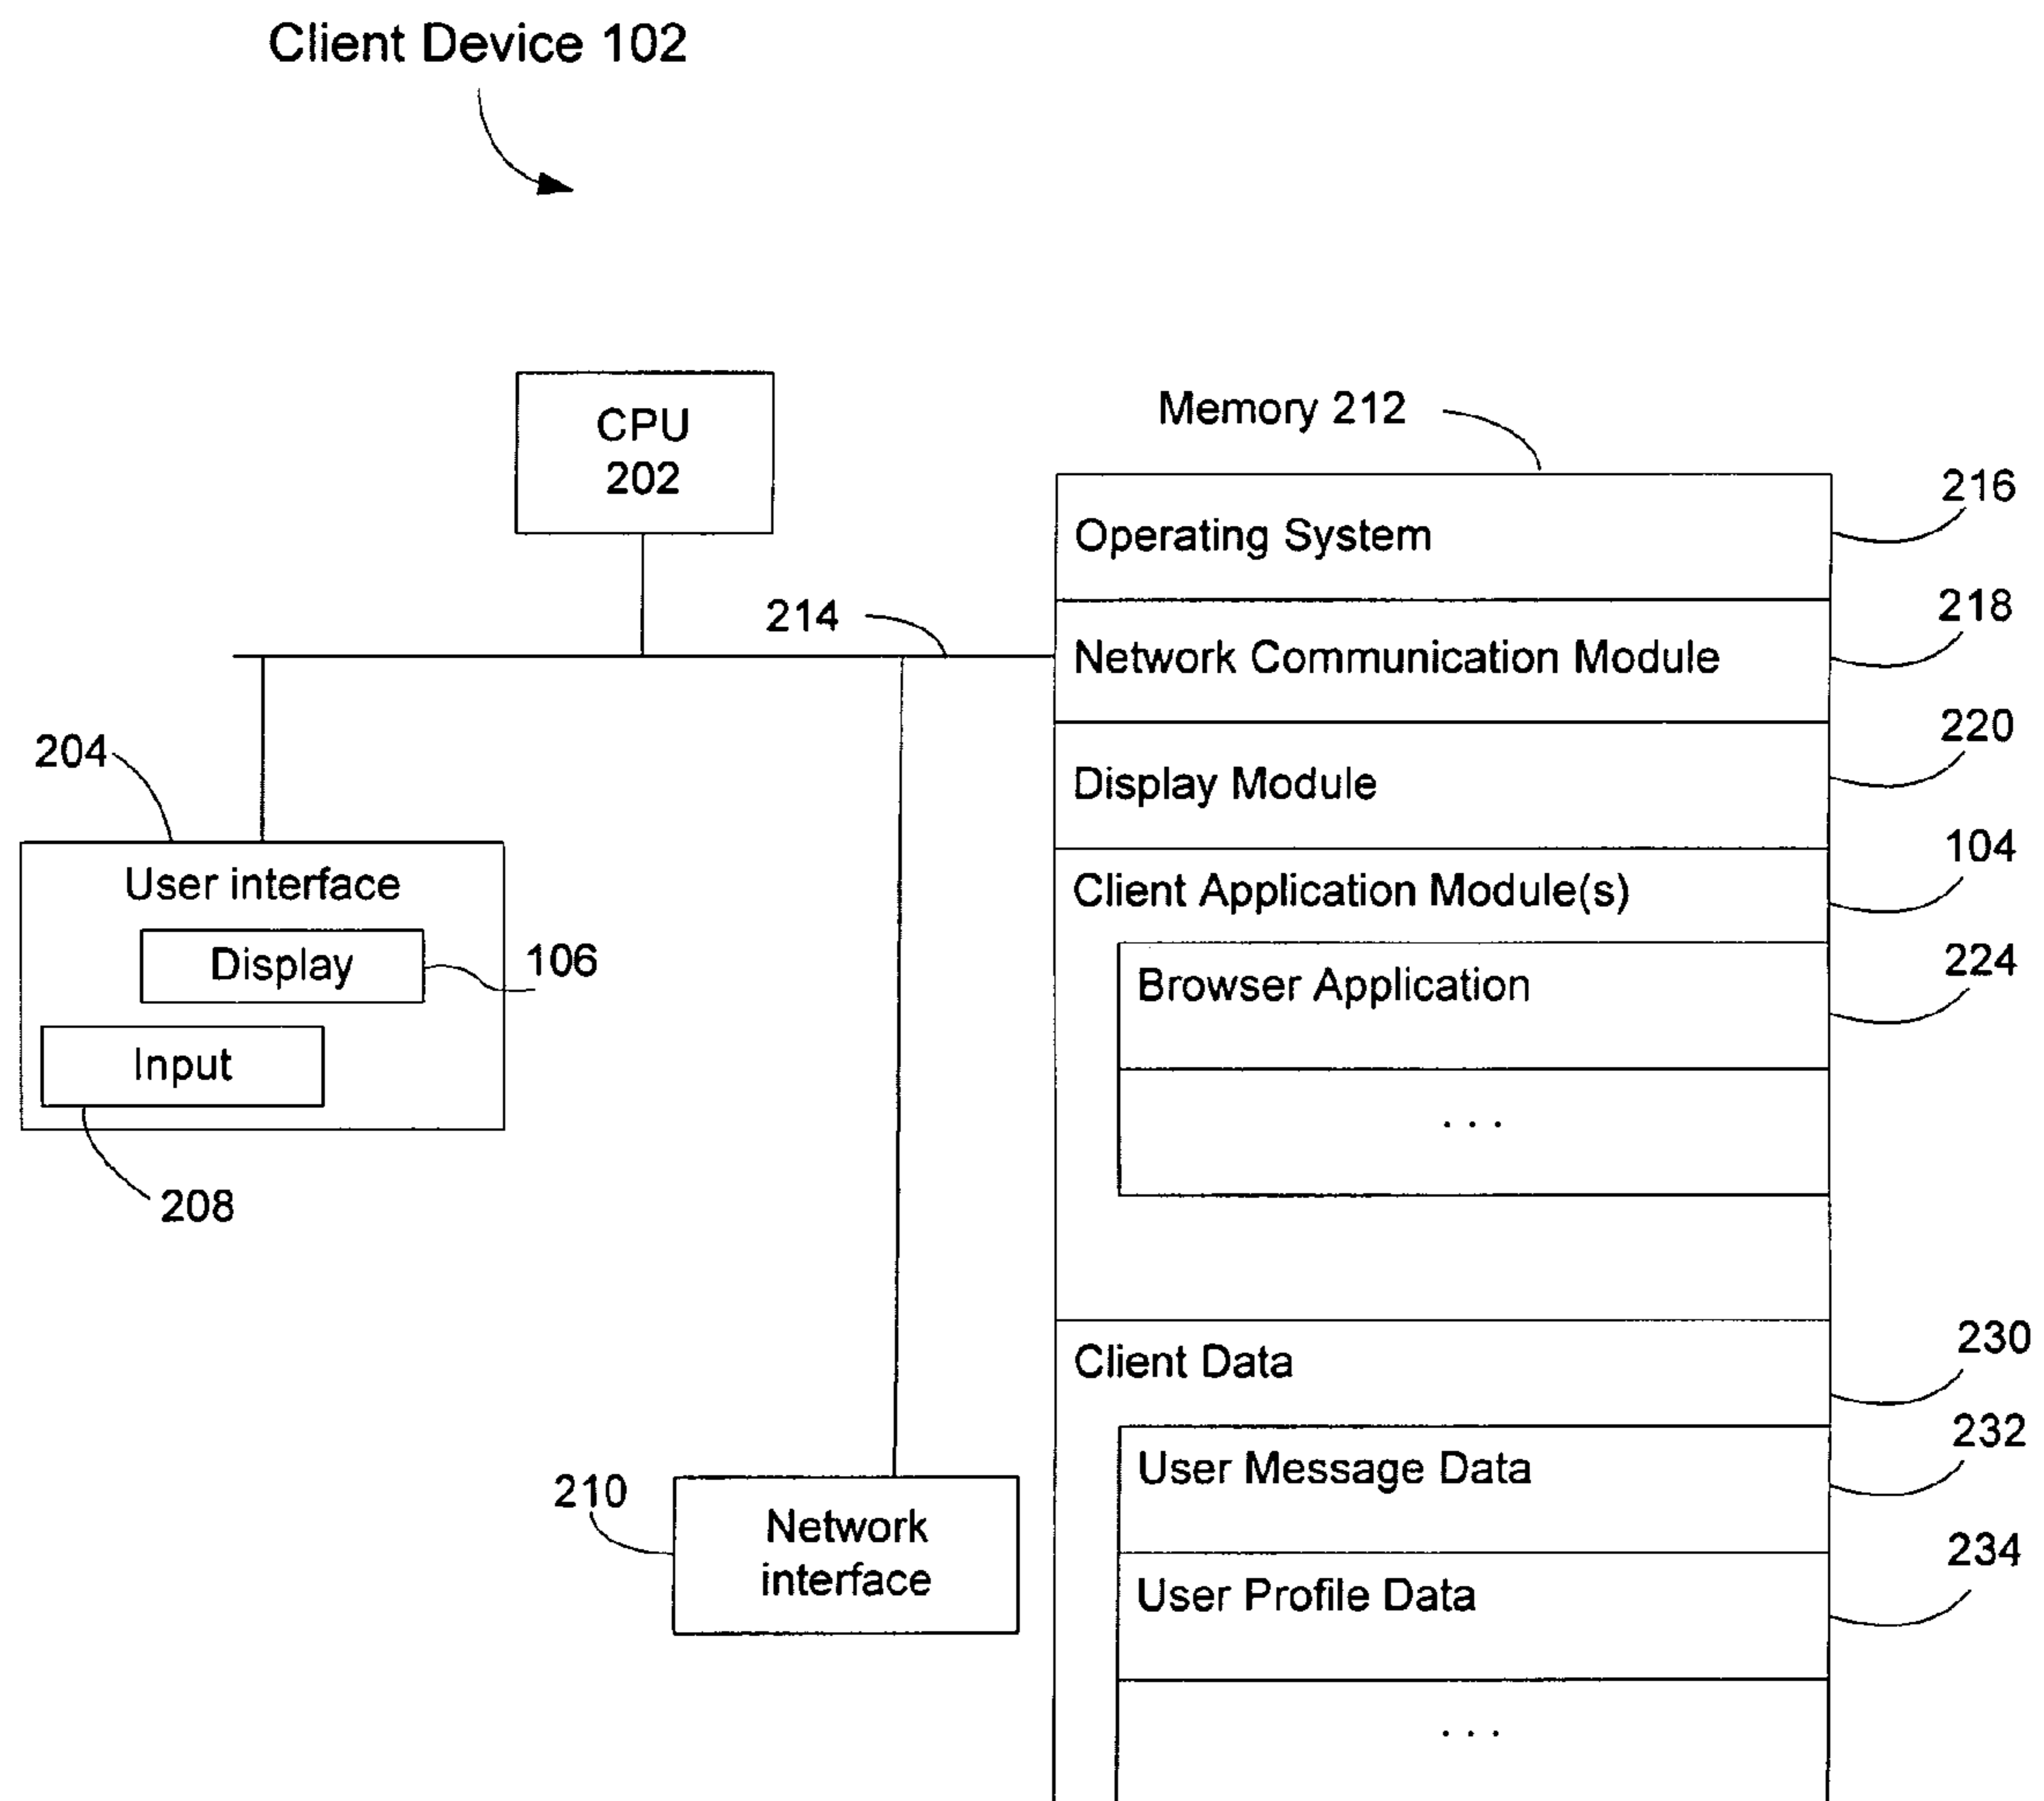 Client Device 102
CPU
202
Memory 212
216
Operating System
214
218
Network Communication Module
204
220
Display Module
User interface
104
Client Application Module(s)
Display
106
224
Browser Application
Input
. . .
208
230
Client Data
232
User Message Data
210
Network
interface
234
User Profile Data
. . .